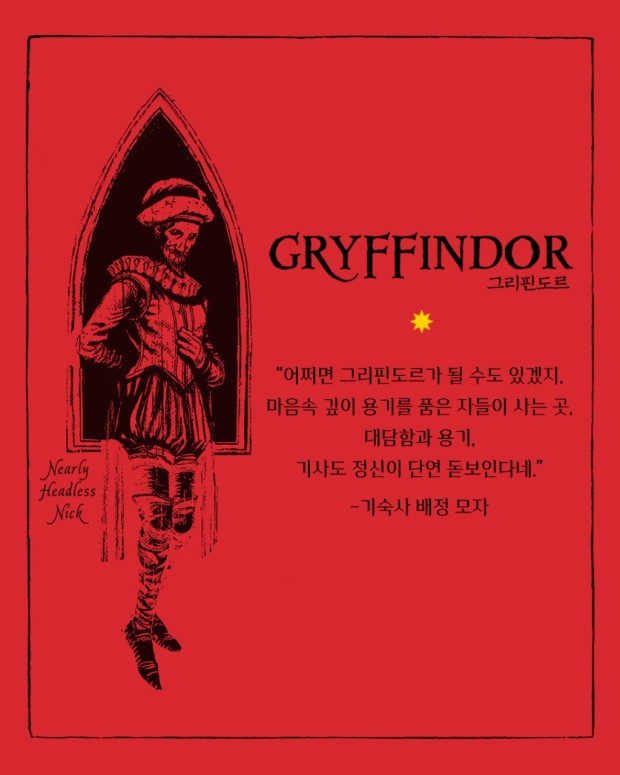 GRYFFINDOR
그리핀도르
“어쩌면 그리핀도르가 될 수도 있겠지.
마음속 깊이 용기를 품은 자들이 사는 곳,
대담함과 용기,
기사도 정신이 단연 돋보인다네.”
–기숙사 배정 모자
Nearly
Headless
Nick